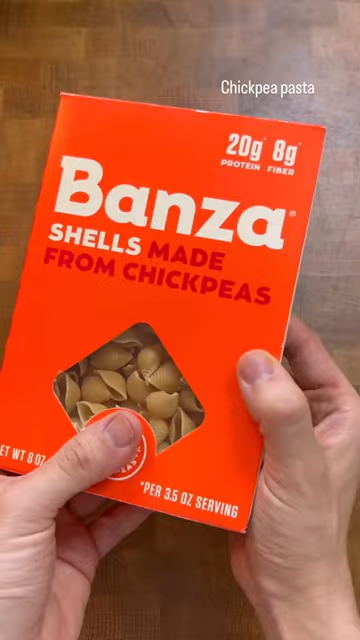 Chickpea pasta
20g* 8g*
PROTEIN FIBER
Banza®
SHELLS MADE
FROM CHICKPEAS
ET WT 8 OZ
*PER 3.5 OZ SERVING